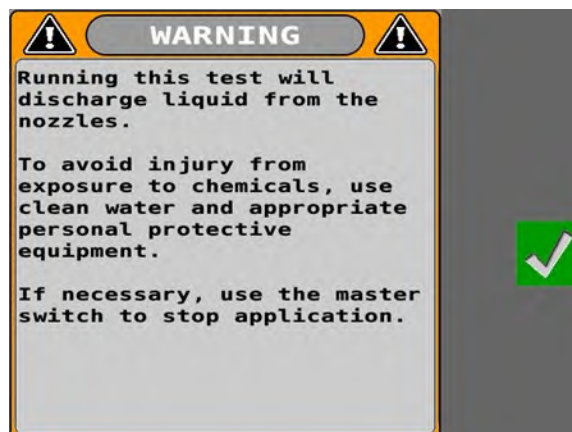 WARNING
Running this test will
discharge liquid from the
nozzles.
To avoid injury from
exposure to chemicals, use
clean water and appropriate
personal protective
equipment.
If necessary, use the master
switch to stop application.